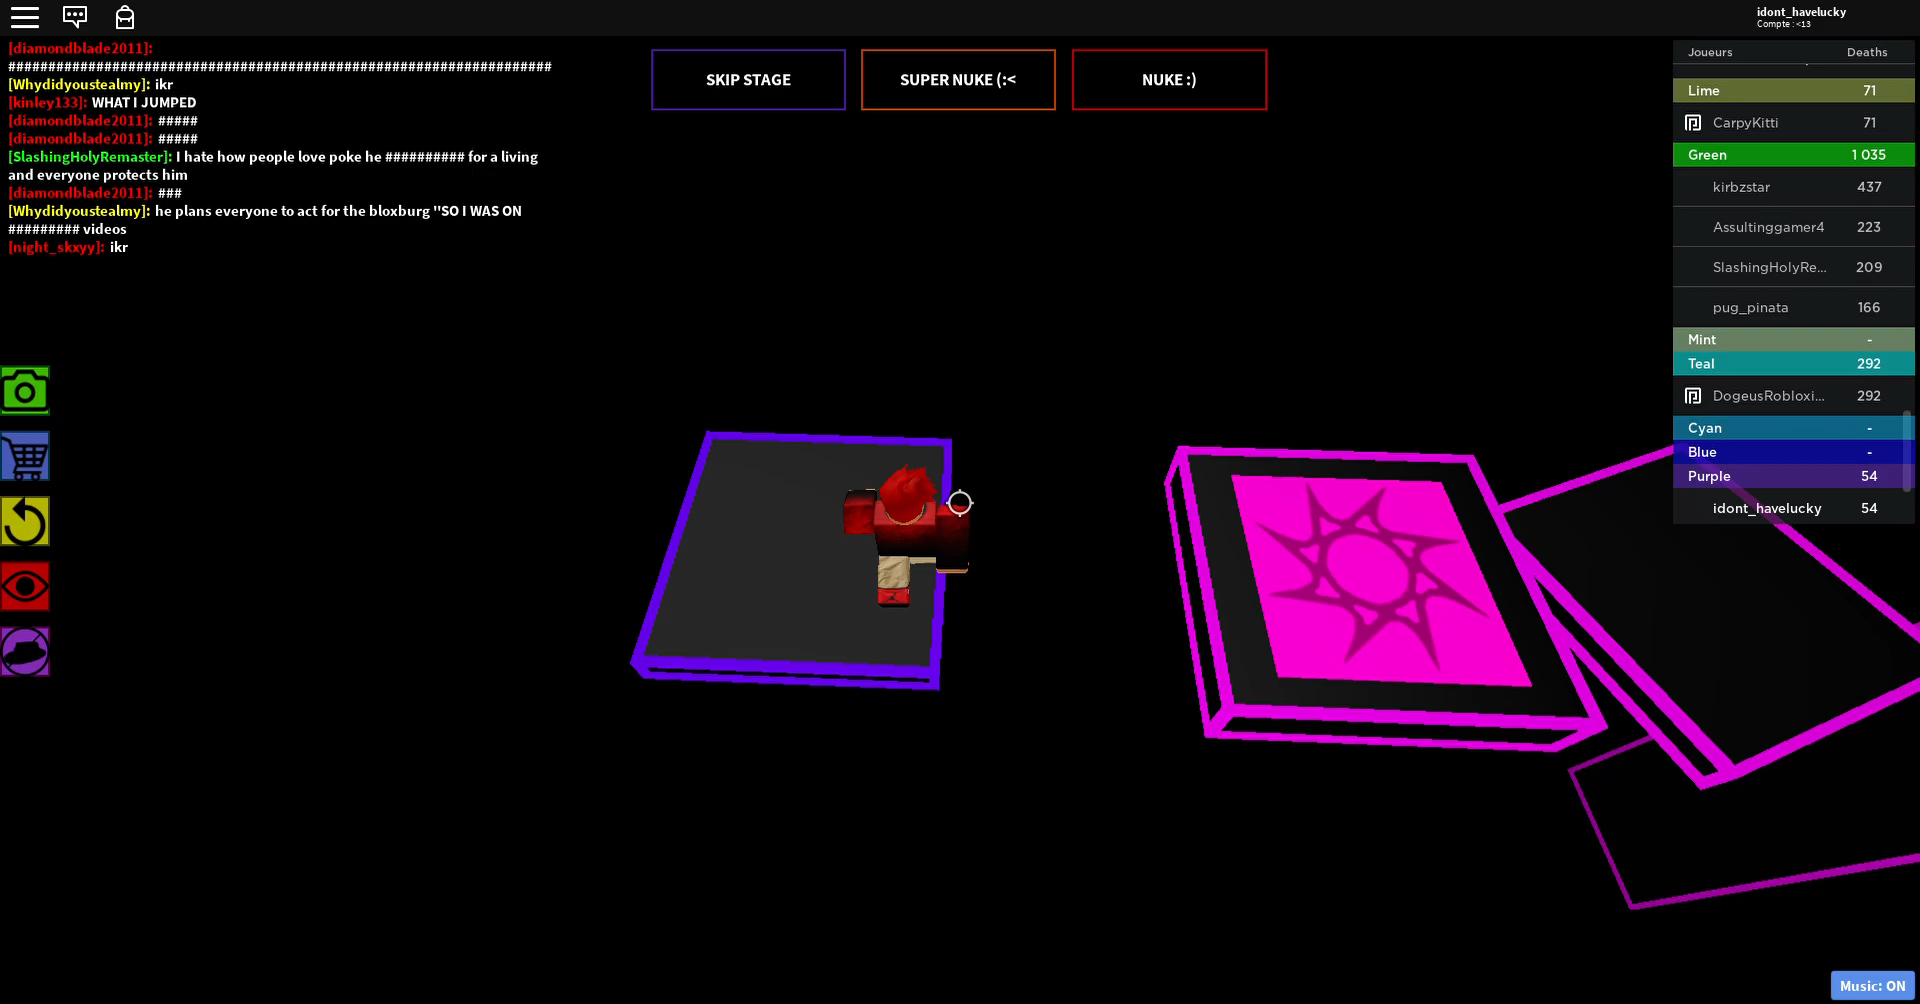 idont_havelucky
Compte : <13
[diamondblade2011]:
####################################################################
[Whydidyoustealmy]: ikr
[kinley133]: WHAT I JUMPED
[diamondblade2011]: #####
[diamondblade2011]: #####
[SlashingHolyRemaster]: I hate how people love poke he ########## for a living
and everyone protects him
[diamondblade2011]: ###
[Whydidyoustealmy]: he plans everyone to act for the bloxburg "SO I WAS ON
######### videos
[night_skxyy]: ikr
SKIP STAGE
SUPER NUKE (:<
NUKE :)
Joueurs Deaths
Lime 71
CarpyKitti 71
Green 1 035
kirbzstar 437
Assultinggamer4 223
SlashingHolyRe... 209
pug_pinata 166
Mint -
Teal 292
DogeusRobloxi... 292
Cyan -
Blue -
Purple 54
idont_havelucky 54
Music: ON